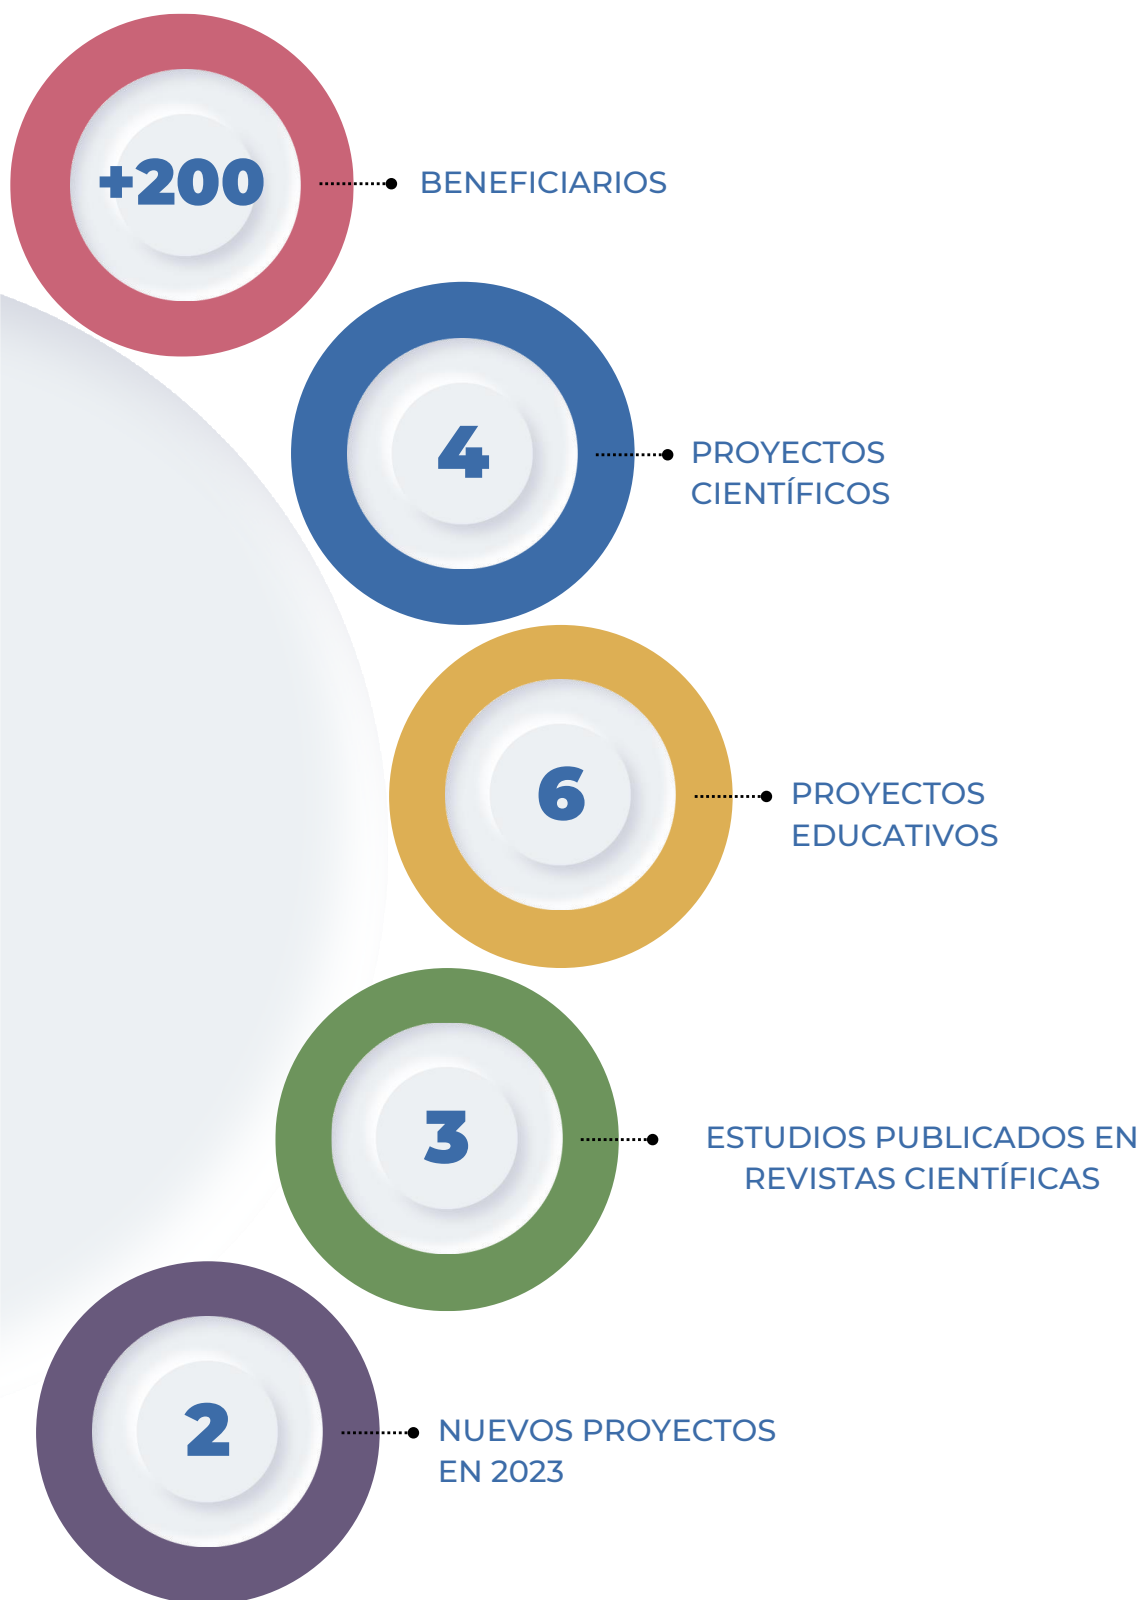 +200
BENEFICIARIOS
4
PROYECTOS
CIENTÍFICOS
6
PROYECTOS
EDUCATIVOS
3
ESTUDIOS PUBLICADOS EN
REVISTAS CIENTÍFICAS
2
NUEVOS PROYECTOS
EN 2023